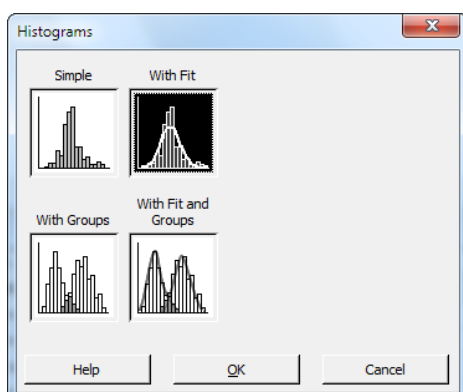 Histograms
Simple
With Fit
With Groups
With Fit and
Groups
Help
OK
Cancel